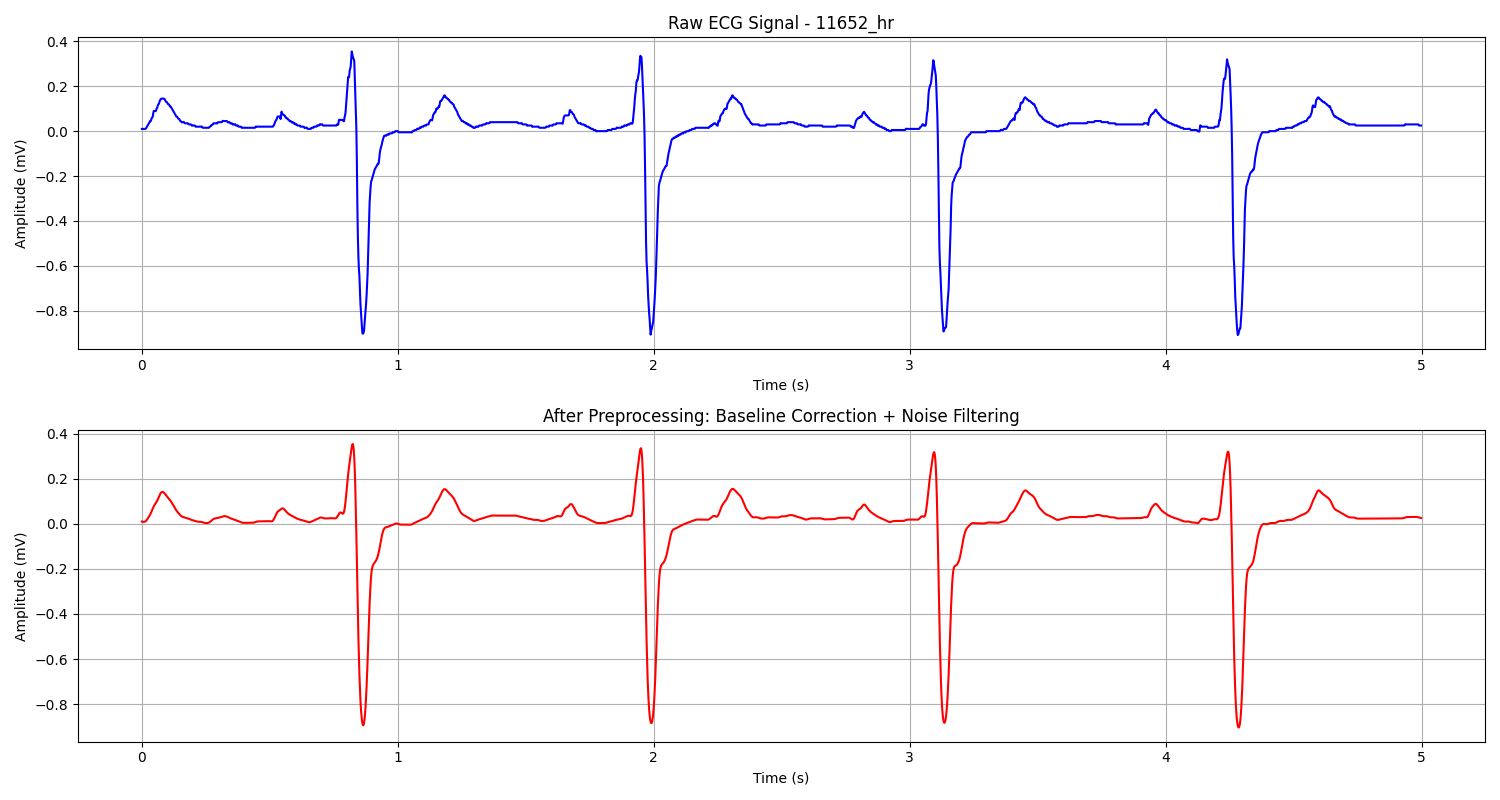 Raw ECG Signal - 11652_hr
0.4
0.2
0.0
−0.2
−0.4
−0.6
−0.8
Amplitude (mV)
0 1 2 3 4 5
Time (s)
After Preprocessing: Baseline Correction + Noise Filtering
0.4
0.2
0.0
−0.2
−0.4
−0.6
−0.8
Amplitude (mV)
0 1 2 3 4 5
Time (s)